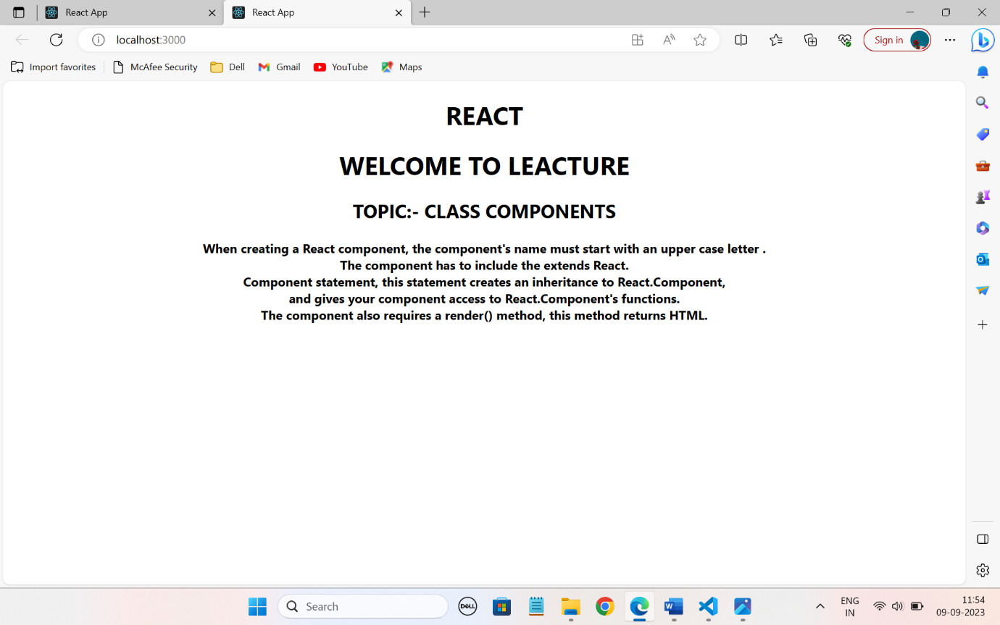 React App
React App
localhost:3000
Sign in
Import favorites
McAfee Security
Dell
Gmail
YouTube
Maps
REACT
WELCOME TO LEACTURE
TOPIC:- CLASS COMPONENTS
When creating a React component, the component's name must start with an upper case letter .
The component has to include the extends React.
Component statement, this statement creates an inheritance to React.Component,
and gives your component access to React.Component's functions.
The component also requires a render() method, this method returns HTML.
Search
DELL
ENG
IN
11:54
09-09-2023